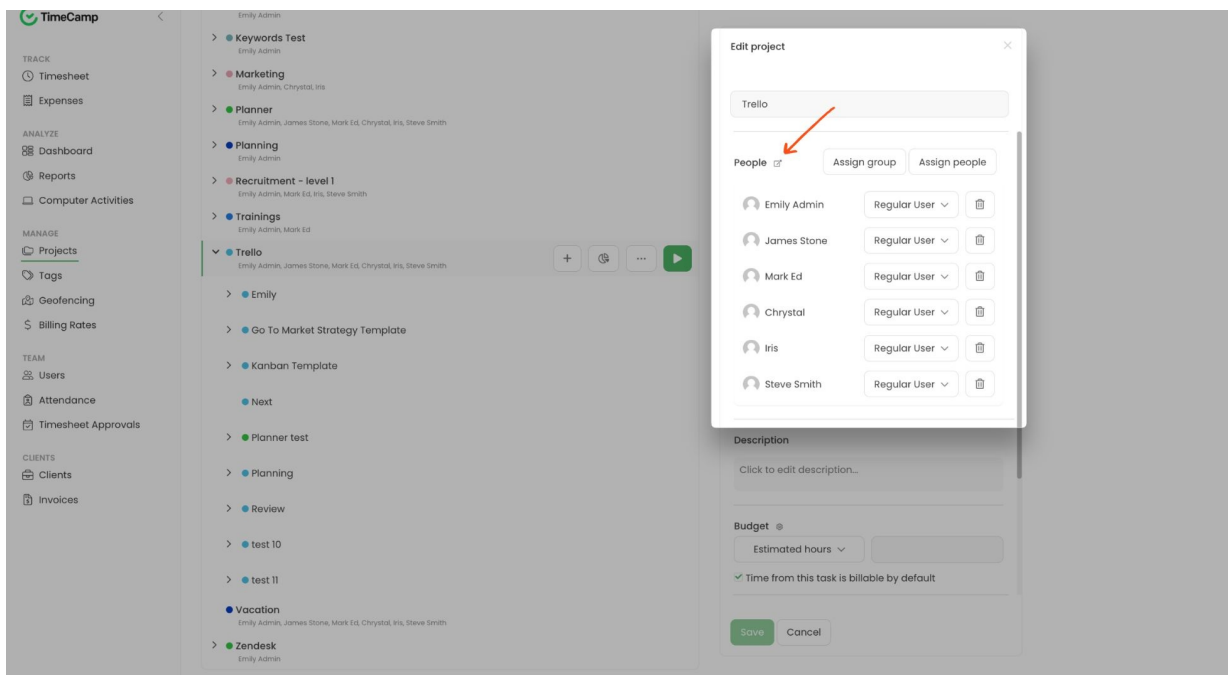 TimeCamp
TRACK
Timesheet
Expenses
ANALYZE
Dashboard
Reports
Computer Activities
MANAGE
Projects
Tags
Geofencing
Billing Rates
TEAM
Users
Attendance
Timesheet Approvals
CLIENTS
Clients
Invoices
Emily Admin
Keywords Test
Emily Admin
Marketing
Emily Admin, Chrystal, Iris
Planner
Emily Admin, James Stone, Mark Ed, Chrystal, Iris, Steve Smith
Planning
Emily Admin
Recruitment - level 1
Emily Admin, Mark Ed, Iris, Steve Smith
Trainings
Emily Admin, Mark Ed
Trello
Emily Admin, James Stone, Mark Ed, Chrystal, Iris, Steve Smith
Emily
Go To Market Strategy Template
Kanban Template
Next
Planner test
Planning
Review
test 10
test 11
Vacation
Emily Admin, James Stone, Mark Ed, Chrystal, Iris, Steve Smith
Zendesk
Emily Admin
Edit project
Trello
People Assign group Assign people
Emily Admin Regular User
James Stone Regular User
Mark Ed Regular User
Chrystal Regular User
Iris Regular User
Steve Smith Regular User
Description
Click to edit description...
Budget
Estimated hours
Time from this task is billable by default
Save Cancel